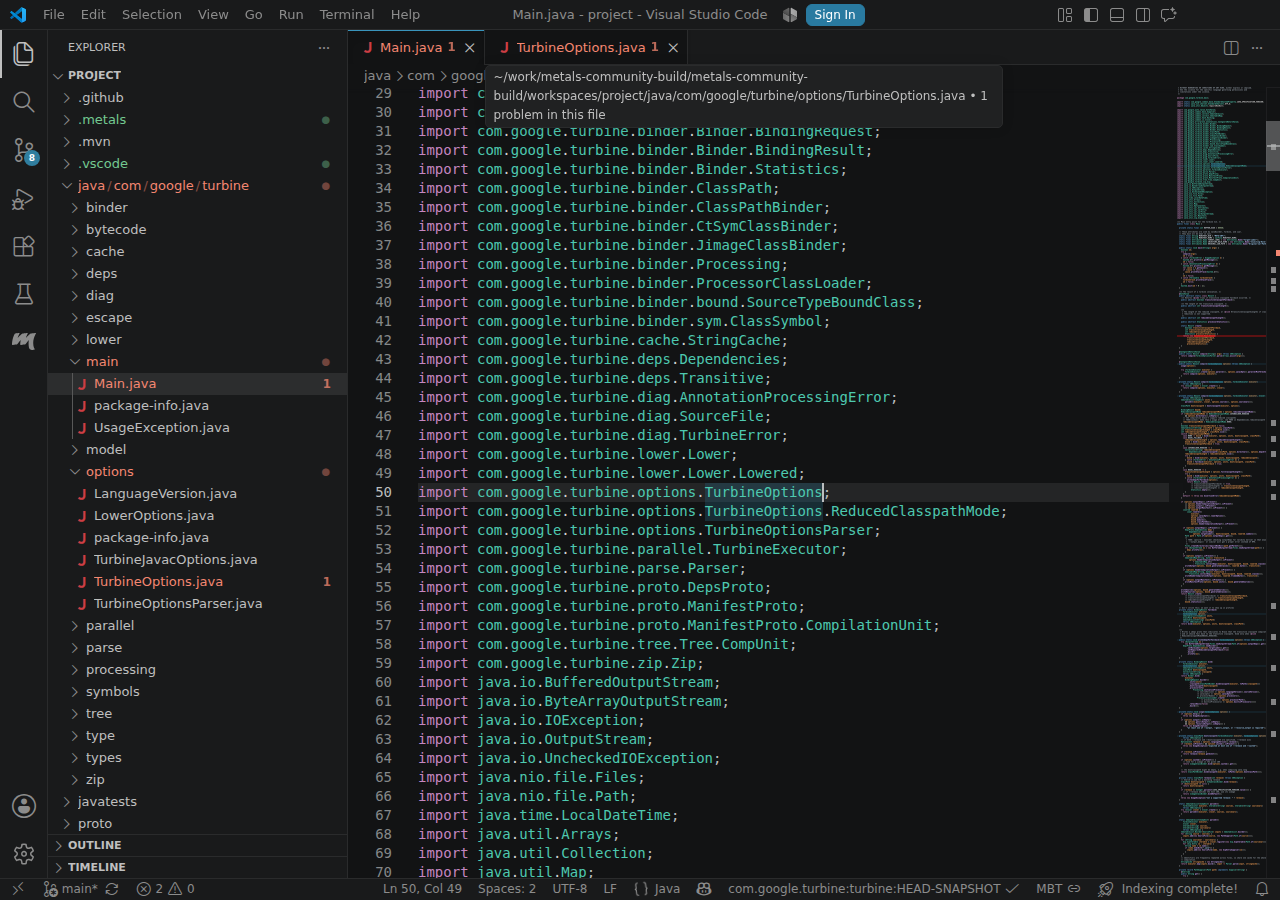 File Edit Selection View Go Run Terminal Help
Main.java - project - Visual Studio Code
Sign In
EXPLORER
PROJECT
.github
.metals
.mvn
.vscode
java/com/google/turbine
binder
bytecode
cache
deps
diag
escape
lower
main
Main.java 1
package-info.java
UsageException.java
model
options
LanguageVersion.java
LowerOptions.java
package-info.java
TurbineJavacOptions.java
TurbineOptions.java 1
TurbineOptionsParser.java
parallel
parse
processing
symbols
tree
type
types
zip
javatests
proto
OUTLINE
TIMELINE
8
Main.java 1
TurbineOptions.java 1
java > com > goog
~/work/metals-community-build/metals-community-
build/workspaces/project/java/com/google/turbine/options/TurbineOptions.java • 1
problem in this file
29 import c
30 import c
31 import com.google.turbine.binder.Binder.BindingRequest;
32 import com.google.turbine.binder.Binder.BindingResult;
33 import com.google.turbine.binder.Binder.Statistics;
34 import com.google.turbine.binder.ClassPath;
35 import com.google.turbine.binder.ClassPathBinder;
36 import com.google.turbine.binder.CtSymClassBinder;
37 import com.google.turbine.binder.JimageClassBinder;
38 import com.google.turbine.binder.Processing;
39 import com.google.turbine.binder.ProcessorClassLoader;
40 import com.google.turbine.binder.bound.SourceTypeBoundClass;
41 import com.google.turbine.binder.sym.ClassSymbol;
42 import com.google.turbine.cache.StringCache;
43 import com.google.turbine.deps.Dependencies;
44 import com.google.turbine.deps.Transitive;
45 import com.google.turbine.diag.AnnotationProcessingError;
46 import com.google.turbine.diag.SourceFile;
47 import com.google.turbine.diag.TurbineError;
48 import com.google.turbine.lower.Lower;
49 import com.google.turbine.lower.Lower.Lowered;
50 import com.google.turbine.options.TurbineOptions;
51 import com.google.turbine.options.TurbineOptions.ReducedClasspathMode;
52 import com.google.turbine.options.TurbineOptionsParser;
53 import com.google.turbine.parallel.TurbineExecutor;
54 import com.google.turbine.parse.Parser;
55 import com.google.turbine.proto.DepsProto;
56 import com.google.turbine.proto.ManifestProto;
57 import com.google.turbine.proto.ManifestProto.CompilationUnit;
58 import com.google.turbine.tree.Tree.CompUnit;
59 import com.google.turbine.zip.Zip;
60 import java.io.BufferedOutputStream;
61 import java.io.ByteArrayOutputStream;
62 import java.io.IOException;
63 import java.io.OutputStream;
64 import java.io.UncheckedIOException;
65 import java.nio.file.Files;
66 import java.nio.file.Path;
67 import java.time.LocalDateTime;
68 import java.util.Arrays;
69 import java.util.Collection;
70 import java.util.Map;
main* 2 0 Ln 50, Col 49 Spaces: 2 UTF-8 LF { } Java com.google.turbine:turbine:HEAD-SNAPSHOT MBT Indexing complete!